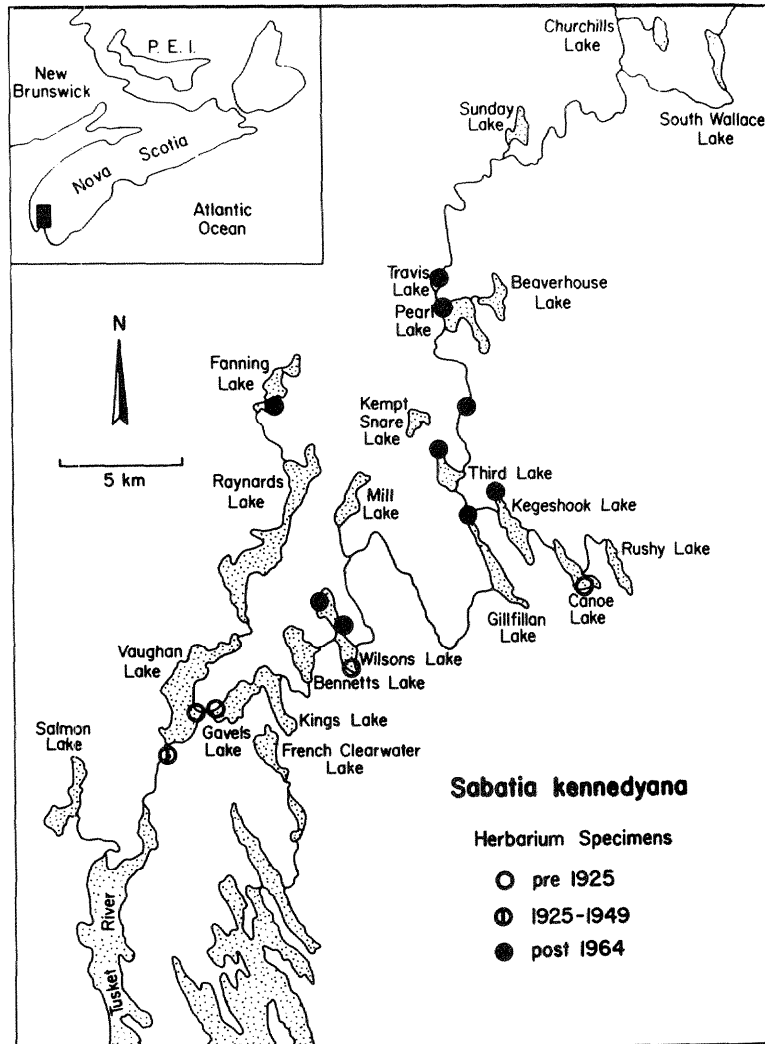 P. E. I.
New
Brunswick
Nova Scotia
Atlantic
Ocean
Churchills
Lake
South Wallace
Lake
Sunday
Lake
Travis
Lake
Pearl
Lake
Beaverhouse
Lake
N
5 km
Fanning
Lake
Kempt
Snare
Lake
Raynards
Lake
Mill
Lake
Third Lake
Kegeshook Lake
Rushy Lake
Canoe
Lake
Gillfillan
Lake
Vaughan
Lake
Wilsons Lake
Bennetts Lake
Kings Lake
Gavels
Lake
French Clearwater
Lake
Salmon
Lake
Tusket River
Sabatia kennedyana
Herbarium Specimens
pre 1925
1925-1949
post 1964